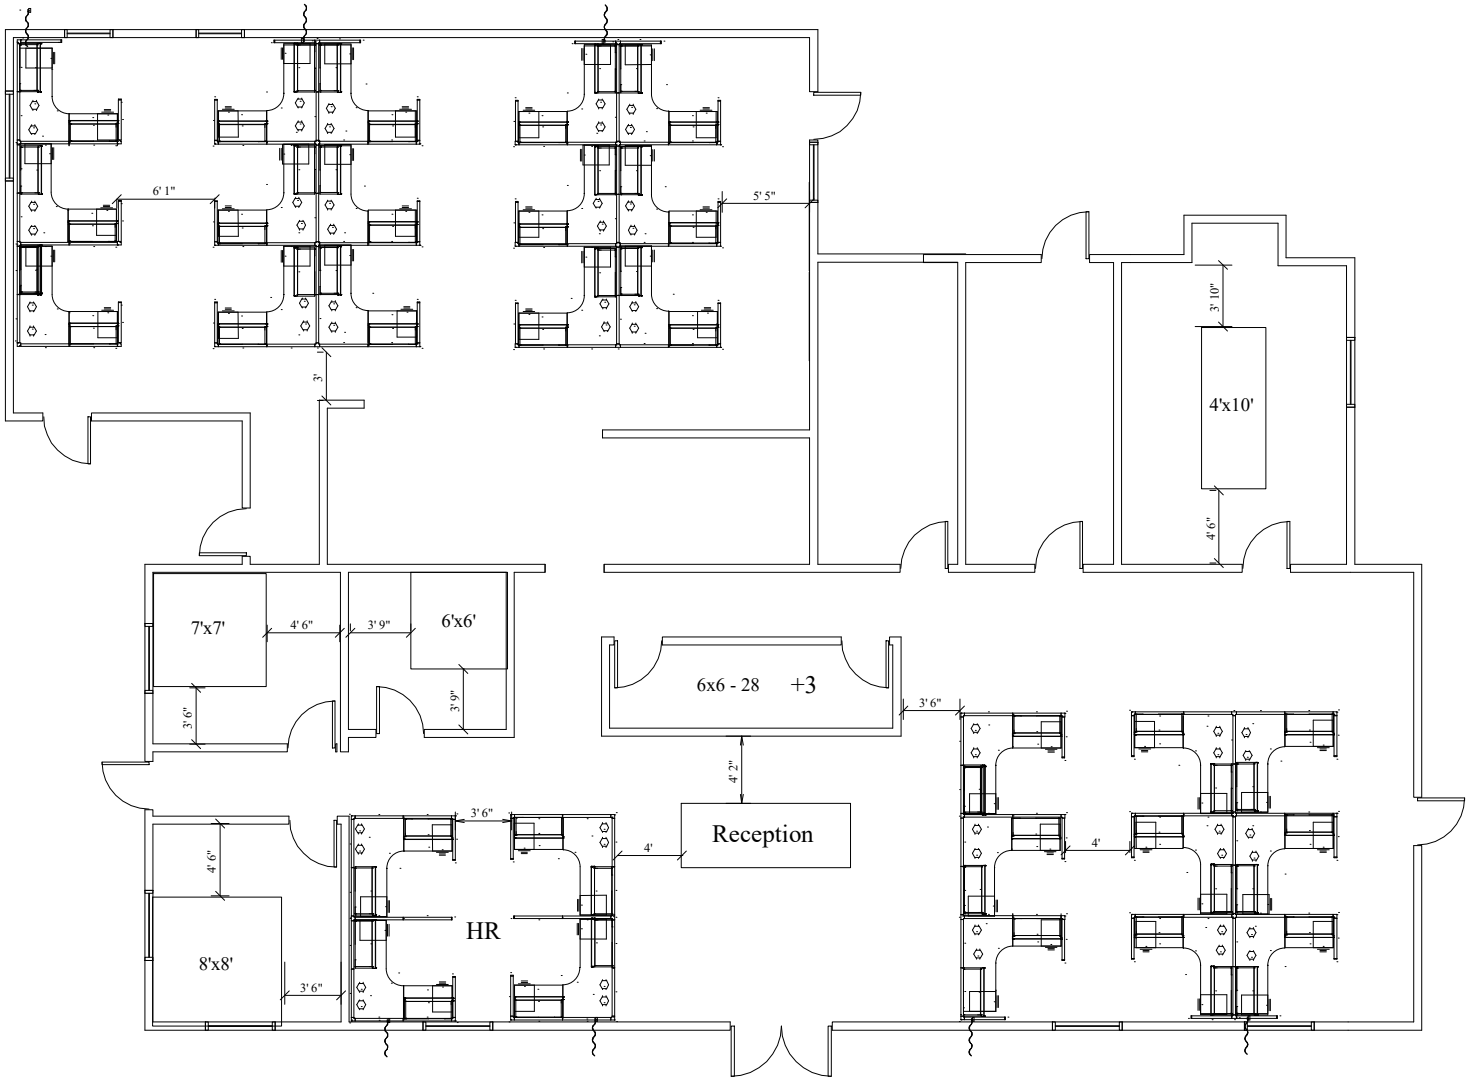 6' 1"
5' 5"
3' 10"
3'
4'x10'
4' 6"
7'x7'
4' 6"
3' 9"
6'x6'
3' 6"
3' 9"
6x6 - 28 +3
3' 6"
4' 2"
3' 6"
Reception
4'
4'
4' 6"
HR
8'x8'
3' 6"